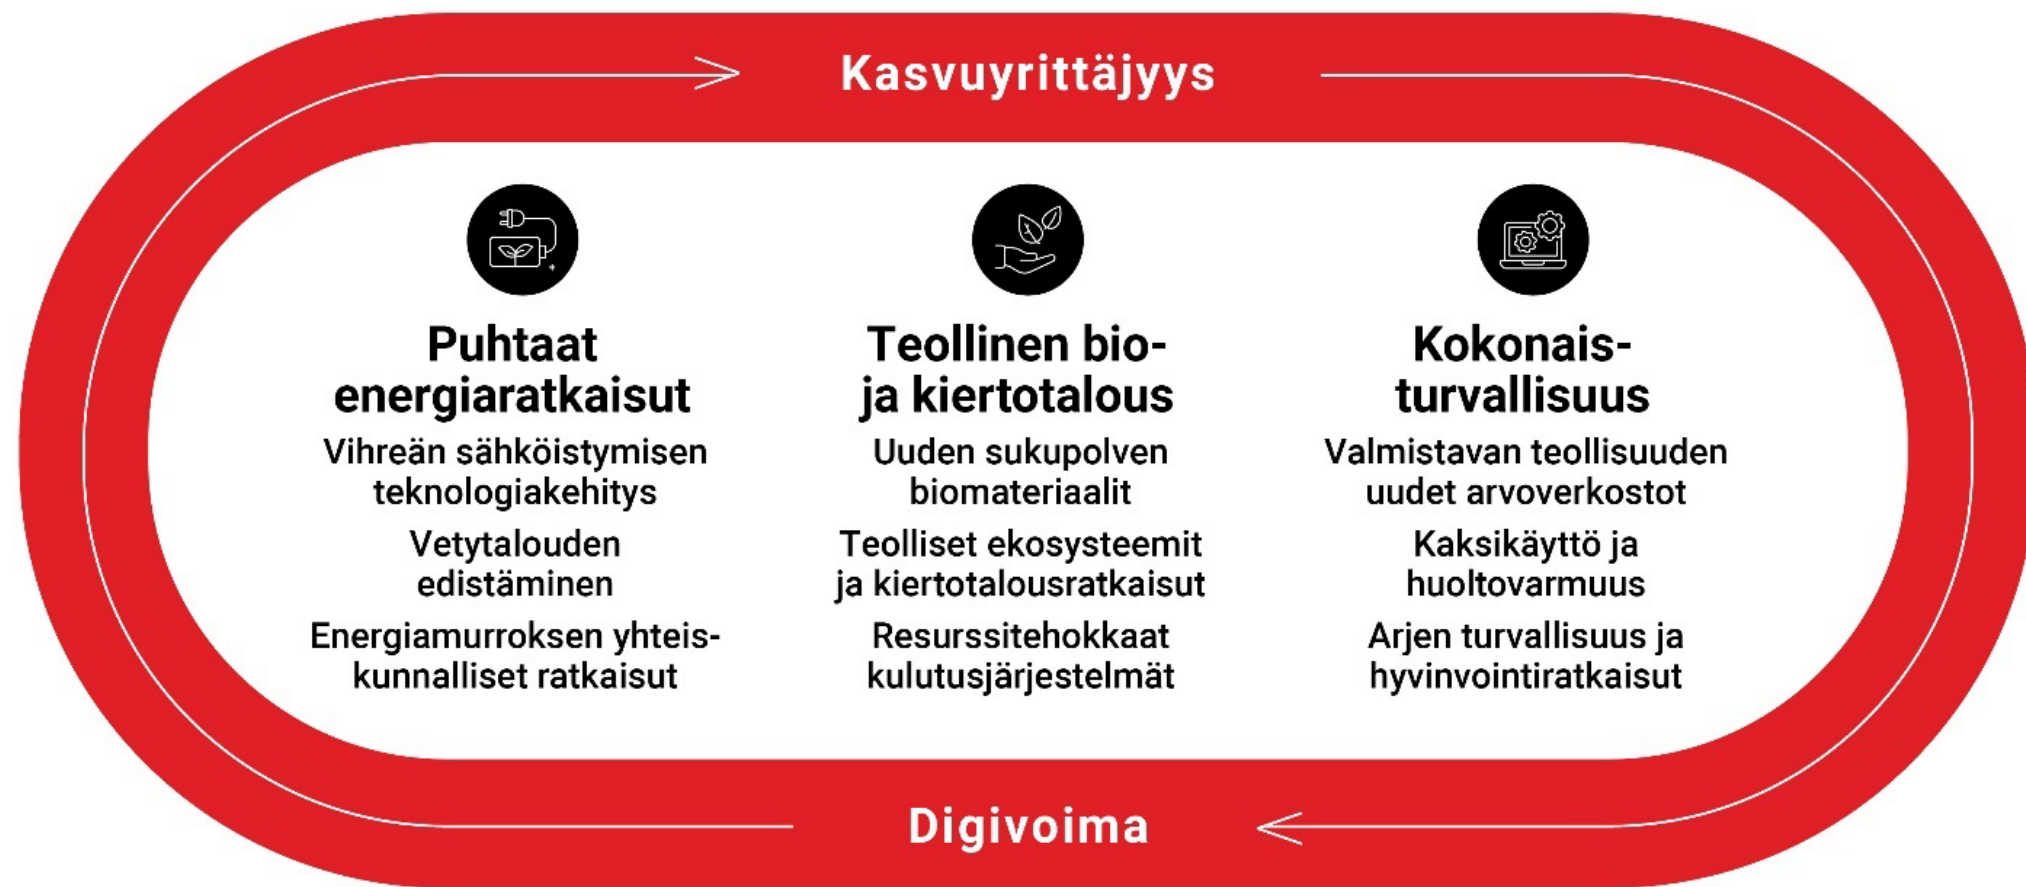 Kasvuyrittäjyys
Puhtaat
energiaratkaisut
Vihreän sähköistymisen
teknologiakehitys
Vetytalouden
edistäminen
Energiamurroksen yhteis-
kunnalliset ratkaisut
Teollinen bio-
ja kiertotalous
Uuden sukupolven
biomateriaalit
Teolliset ekosysteemit
ja kiertotalousratkaisut
Resurssitehokkaat
kulutusjärjestelmät
Kokonais-
turvallisuus
Valmistavan teollisuuden
uudet arvoverkostot
Kaksikäyttö ja
huoltovarmuus
Arjen turvallisuus ja
hyvinvointiratkaisut
Digivoima